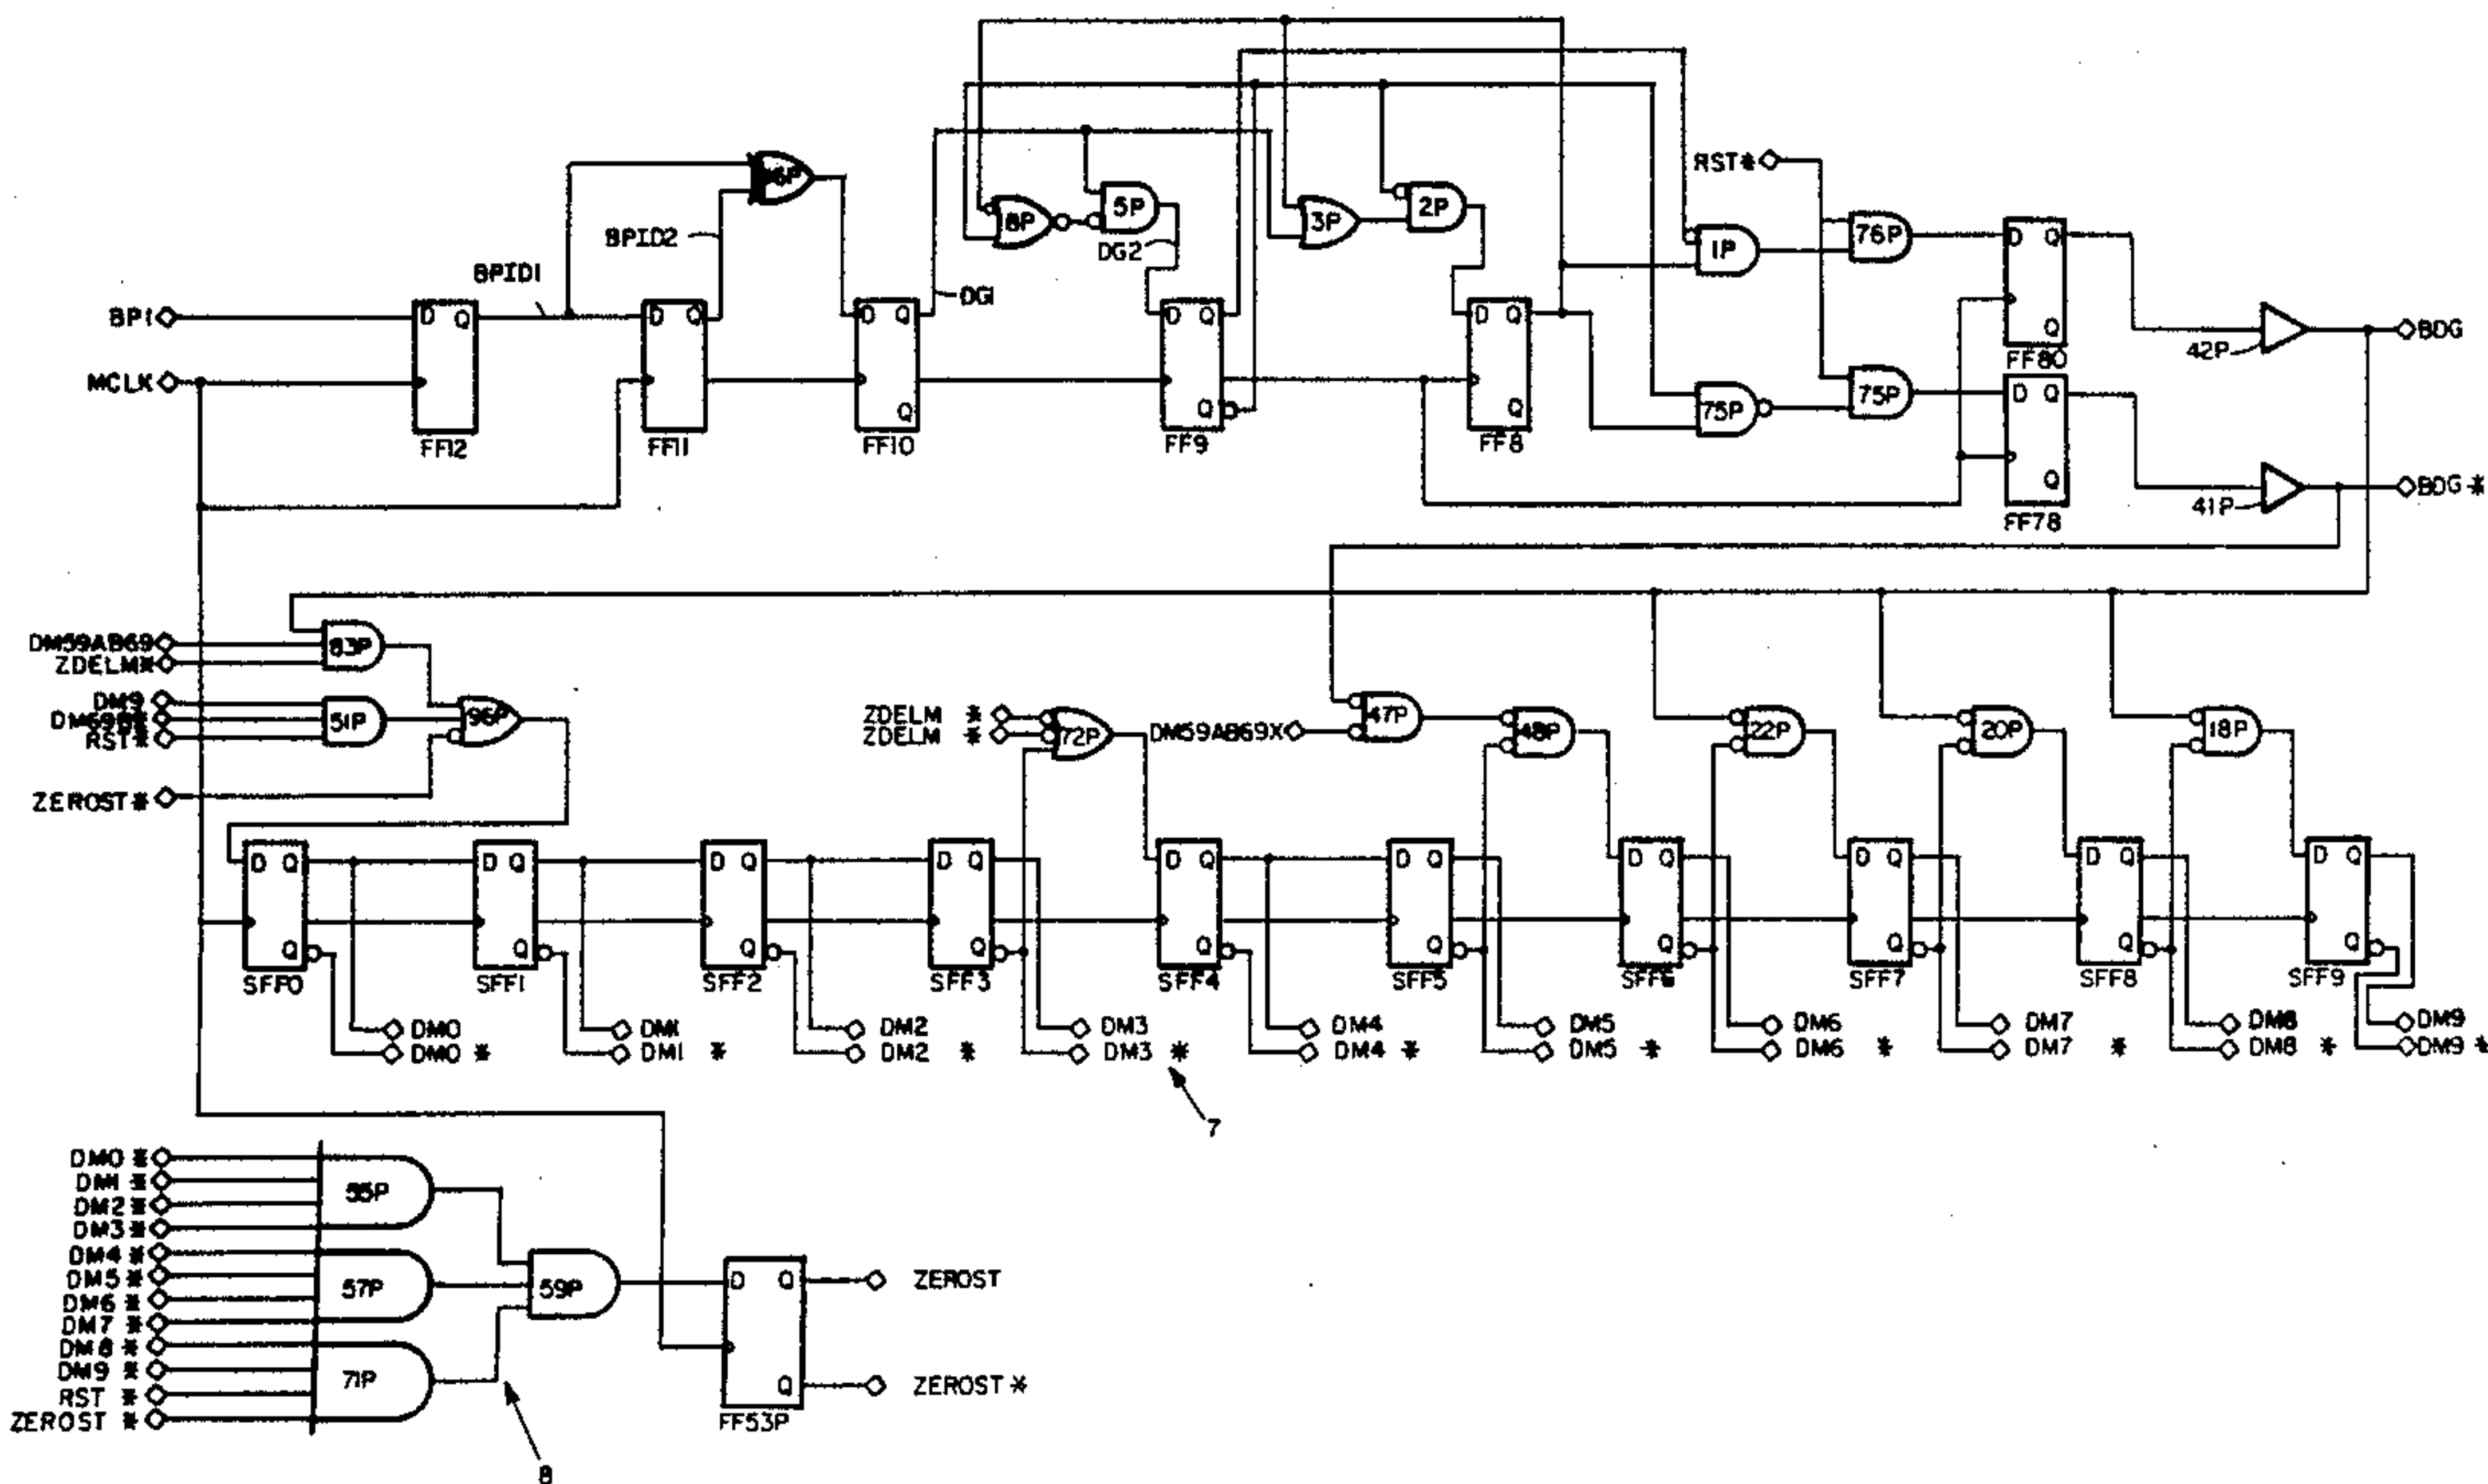 RST*
8P
5P
3P
2P
1P
76P
BPID2
DG2
BPID1
DG1
BPI
D Q
D Q
D Q
D Q
D Q
D Q
MCLK
Q
Q
Q
Q
42P
BDG
FF12
FF11
FF10
FF9
FF8
FF80
75P
75P
D Q
Q
41P
BDG*
FF78
DM59AB69
ZDELM*
83P
DM9
RST*
51P
96P
ZEROST*
ZDELM *
ZDELM *
72P
DM59AB69X
47P
48P
22P
20P
18P
D Q
D Q
D Q
D Q
D Q
D Q
D Q
D Q
D Q
D Q
Q
Q
Q
Q
Q
Q
Q
Q
Q
Q
SFF0
SFF1
SFF2
SFF3
SFF4
SFF5
SFF6
SFF7
SFF8
SFF9
DM0
DM0 *
DM1
DM1 *
DM2
DM2 *
DM3
DM3 *
DM4
DM4 *
DM5
DM5 *
DM6
DM6 *
DM7
DM7 *
DM8
DM8 *
DM9
DM9 *
7
DM0 *
DM1 *
DM2 *
DM3 *
55P
DM4 *
DM5 *
DM6 *
DM7 *
57P
59P
DM8 *
DM9 *
RST *
ZEROST *
71P
D Q
Q
FF53P
ZEROST
ZEROST *
8